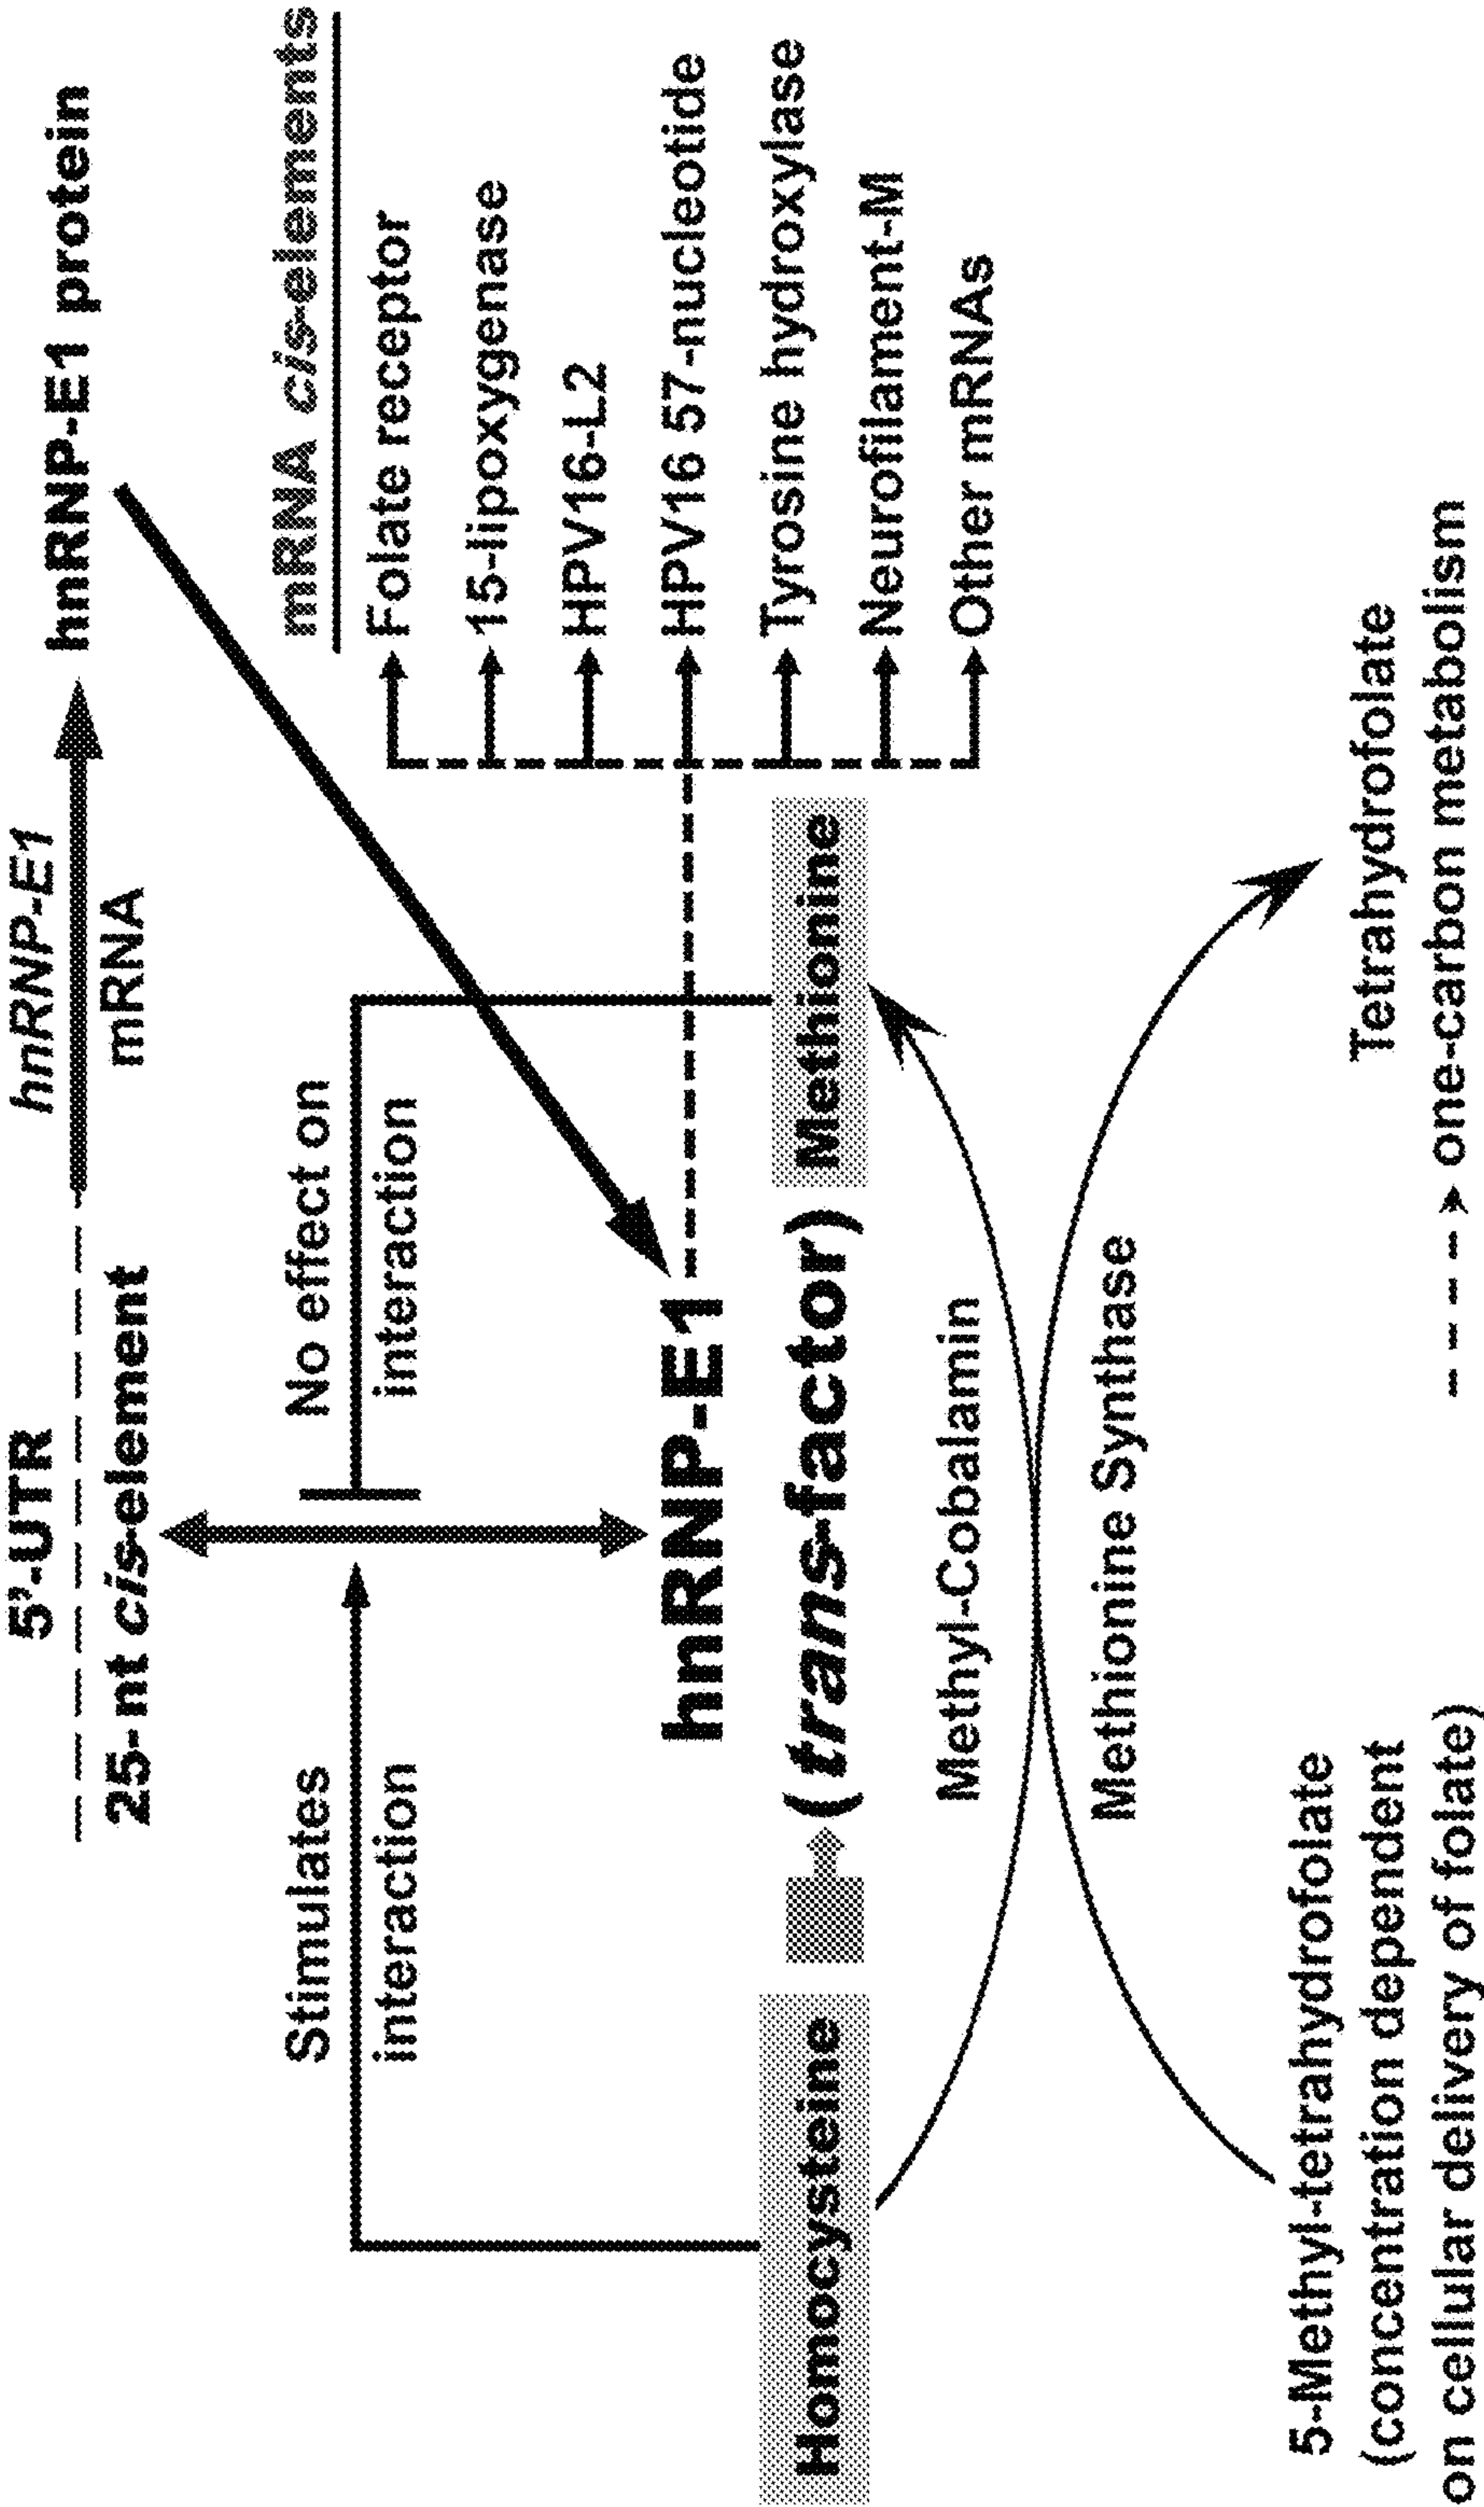 5'-UTR
hnRNP-E1
hnRNP-E1 protein
25-nt cis-element
mRNA
Stimulates
interaction
No effect on
interaction
mRNA cis-elements
Folate receptor
15-lipoxygenase
HPV16-L2
HPV16 57-nucleotide
Tyrosine hydroxylase
Neurofilament-M
Other mRNAs
hnRNP-E1
Homocysteine
(trans-factor)
Methionine
Methyl-Cobalamin
Methionine Synthase
5-Methyl-tetrahydrofolate
(concentration dependent
on cellular delivery of folate)
Tetrahydrofolate
one-carbon metabolism